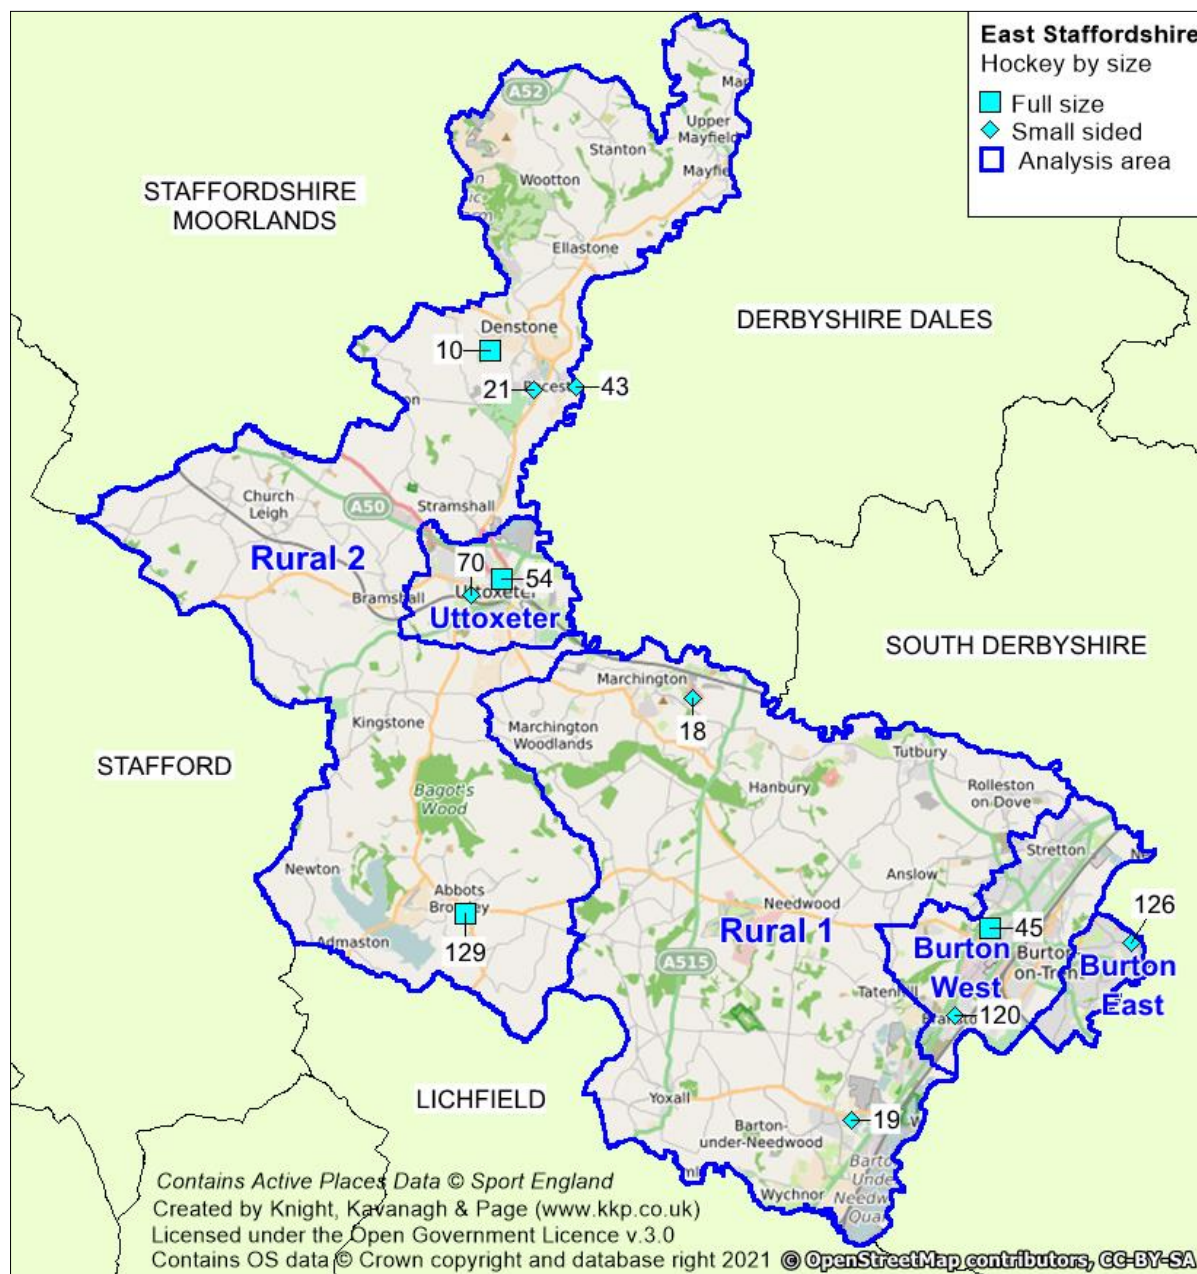 East Staffordshire
Hockey by size
Full size
Small sided
Analysis area
A52
Upper
Mayfield
Stanton
Wootton
STAFFORDSHIRE
MOORLANDS
Ellastone
DERBYSHIRE DALES
Denstone
10
21
43
Church
Leigh
A50
Stramshall
Rural 2
70
54
Bramshall
Uttoxeter
SOUTH DERBYSHIRE
Marchington
18
Kingstone
Marchington
Woodlands
Tutbury
STAFFORD
Hanbury
Rolleston
on Dove
Bagot's
Wood
Stretton
Newton
Anslow
Abbots
Needwood
126
45
Rural 1
Burton
West
Admaston
129
A515
Burton
East
120
LICHFIELD
Yoxall
19
Barton-
under-Needwood
Wychnor
Contains Active Places Data © Sport England
Created by Knight, Kavanagh & Page (www.kkp.co.uk)
Licensed under the Open Government Licence v.3.0
Contains OS data © Crown copyright and database right 2021
© OpenStreetMap contributors, CC-BY-SA